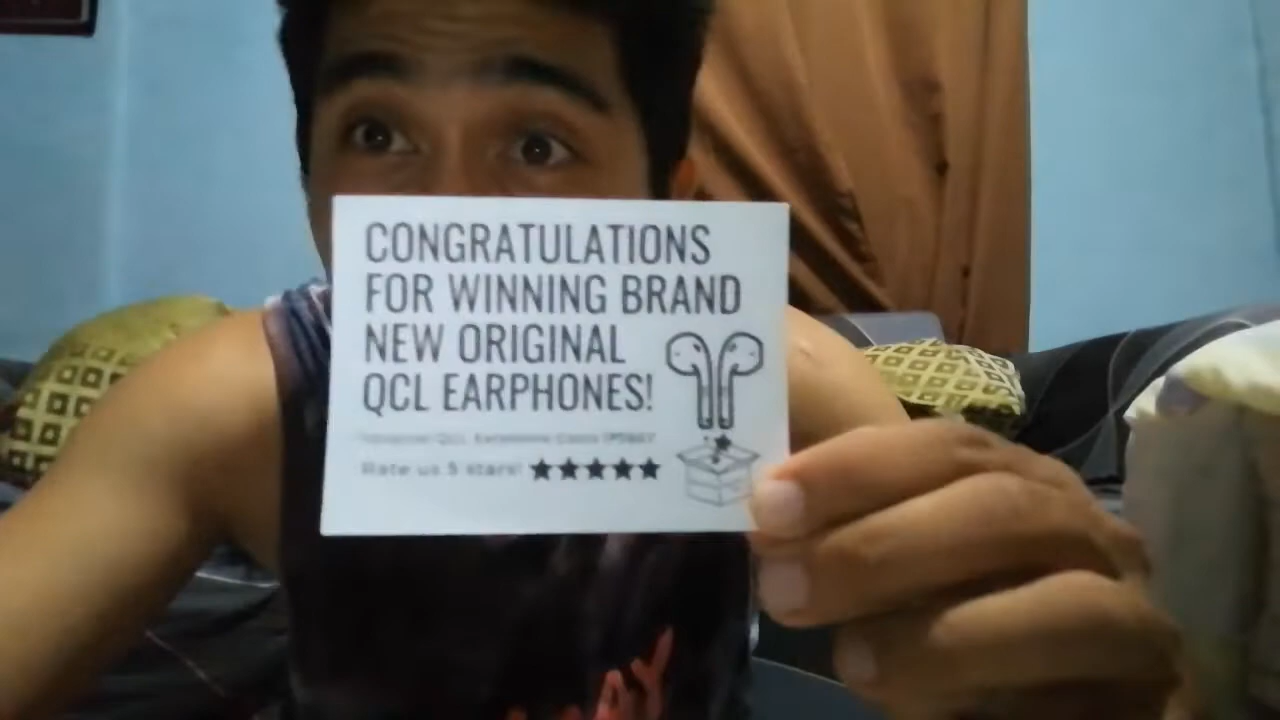 CONGRATULATIONS
FOR WINNING BRAND
NEW ORIGINAL
QCL EARPHONES!
Rate us 5 stars!